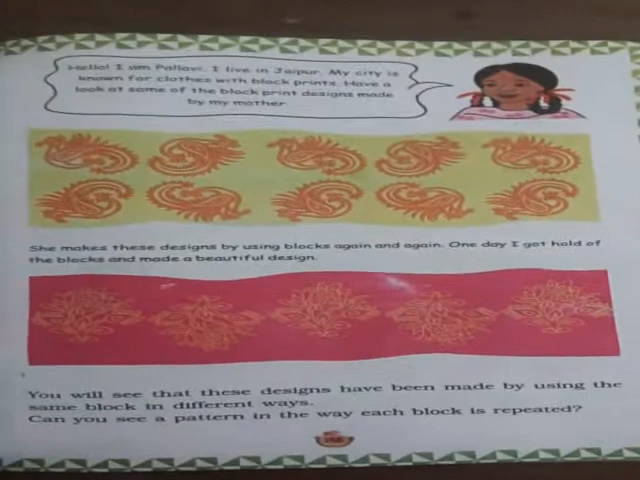 Hello! I am Pallavi. I live in Jaipur. My city is
known for clothes with block prints. Have a
look at some of the block print designs made
by my mother
She makes these designs by using blocks again and again. One day I got hold of
the blocks and made a beautiful design.
You will see that these designs have been made by using the
same block in different ways.
Can you see a pattern in the way each block is repeated?